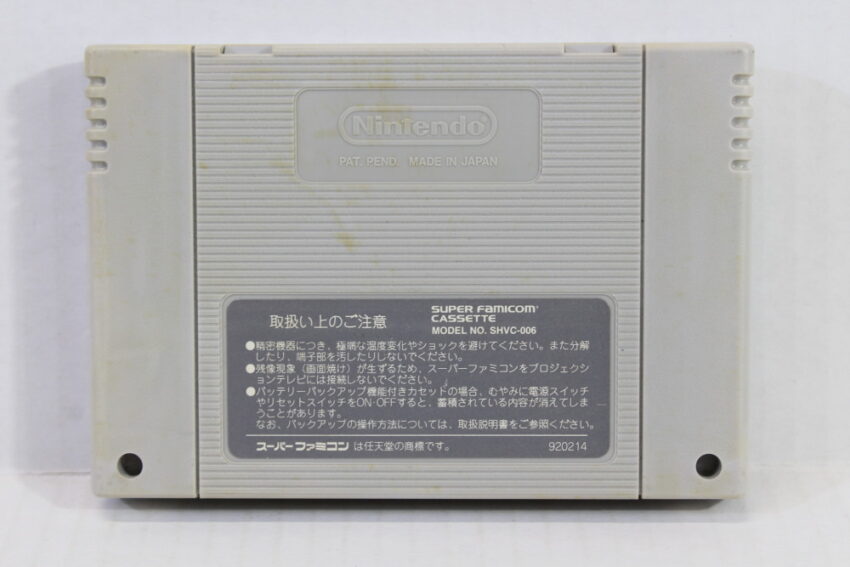 Nintendo
PAT. PEND. MADE IN JAPAN
取扱い上のご注意
SUPER FAMICOM
CASSETTE
MODEL NO. SHVC-006
●精密機器につき、極端な温度変化やショックを避けてください。また分解
したり、端子部を汚したりしないでください。
●残像現象（画面焼け）が生ずるため、スーパーファミコンをプロジェクシ
ョンテレビには接続しないでください。
●バッテリーバックアップ機能付きカセットの場合、むやみに電源スイッチ
やリセットスイッチをON・OFFすると、蓄積されている内容が消えてしま
うことがあります。
なお、バックアップの操作方法については、取扱説明書をご参照ください。
スーパーファミコン は任天堂の商標です。 920214